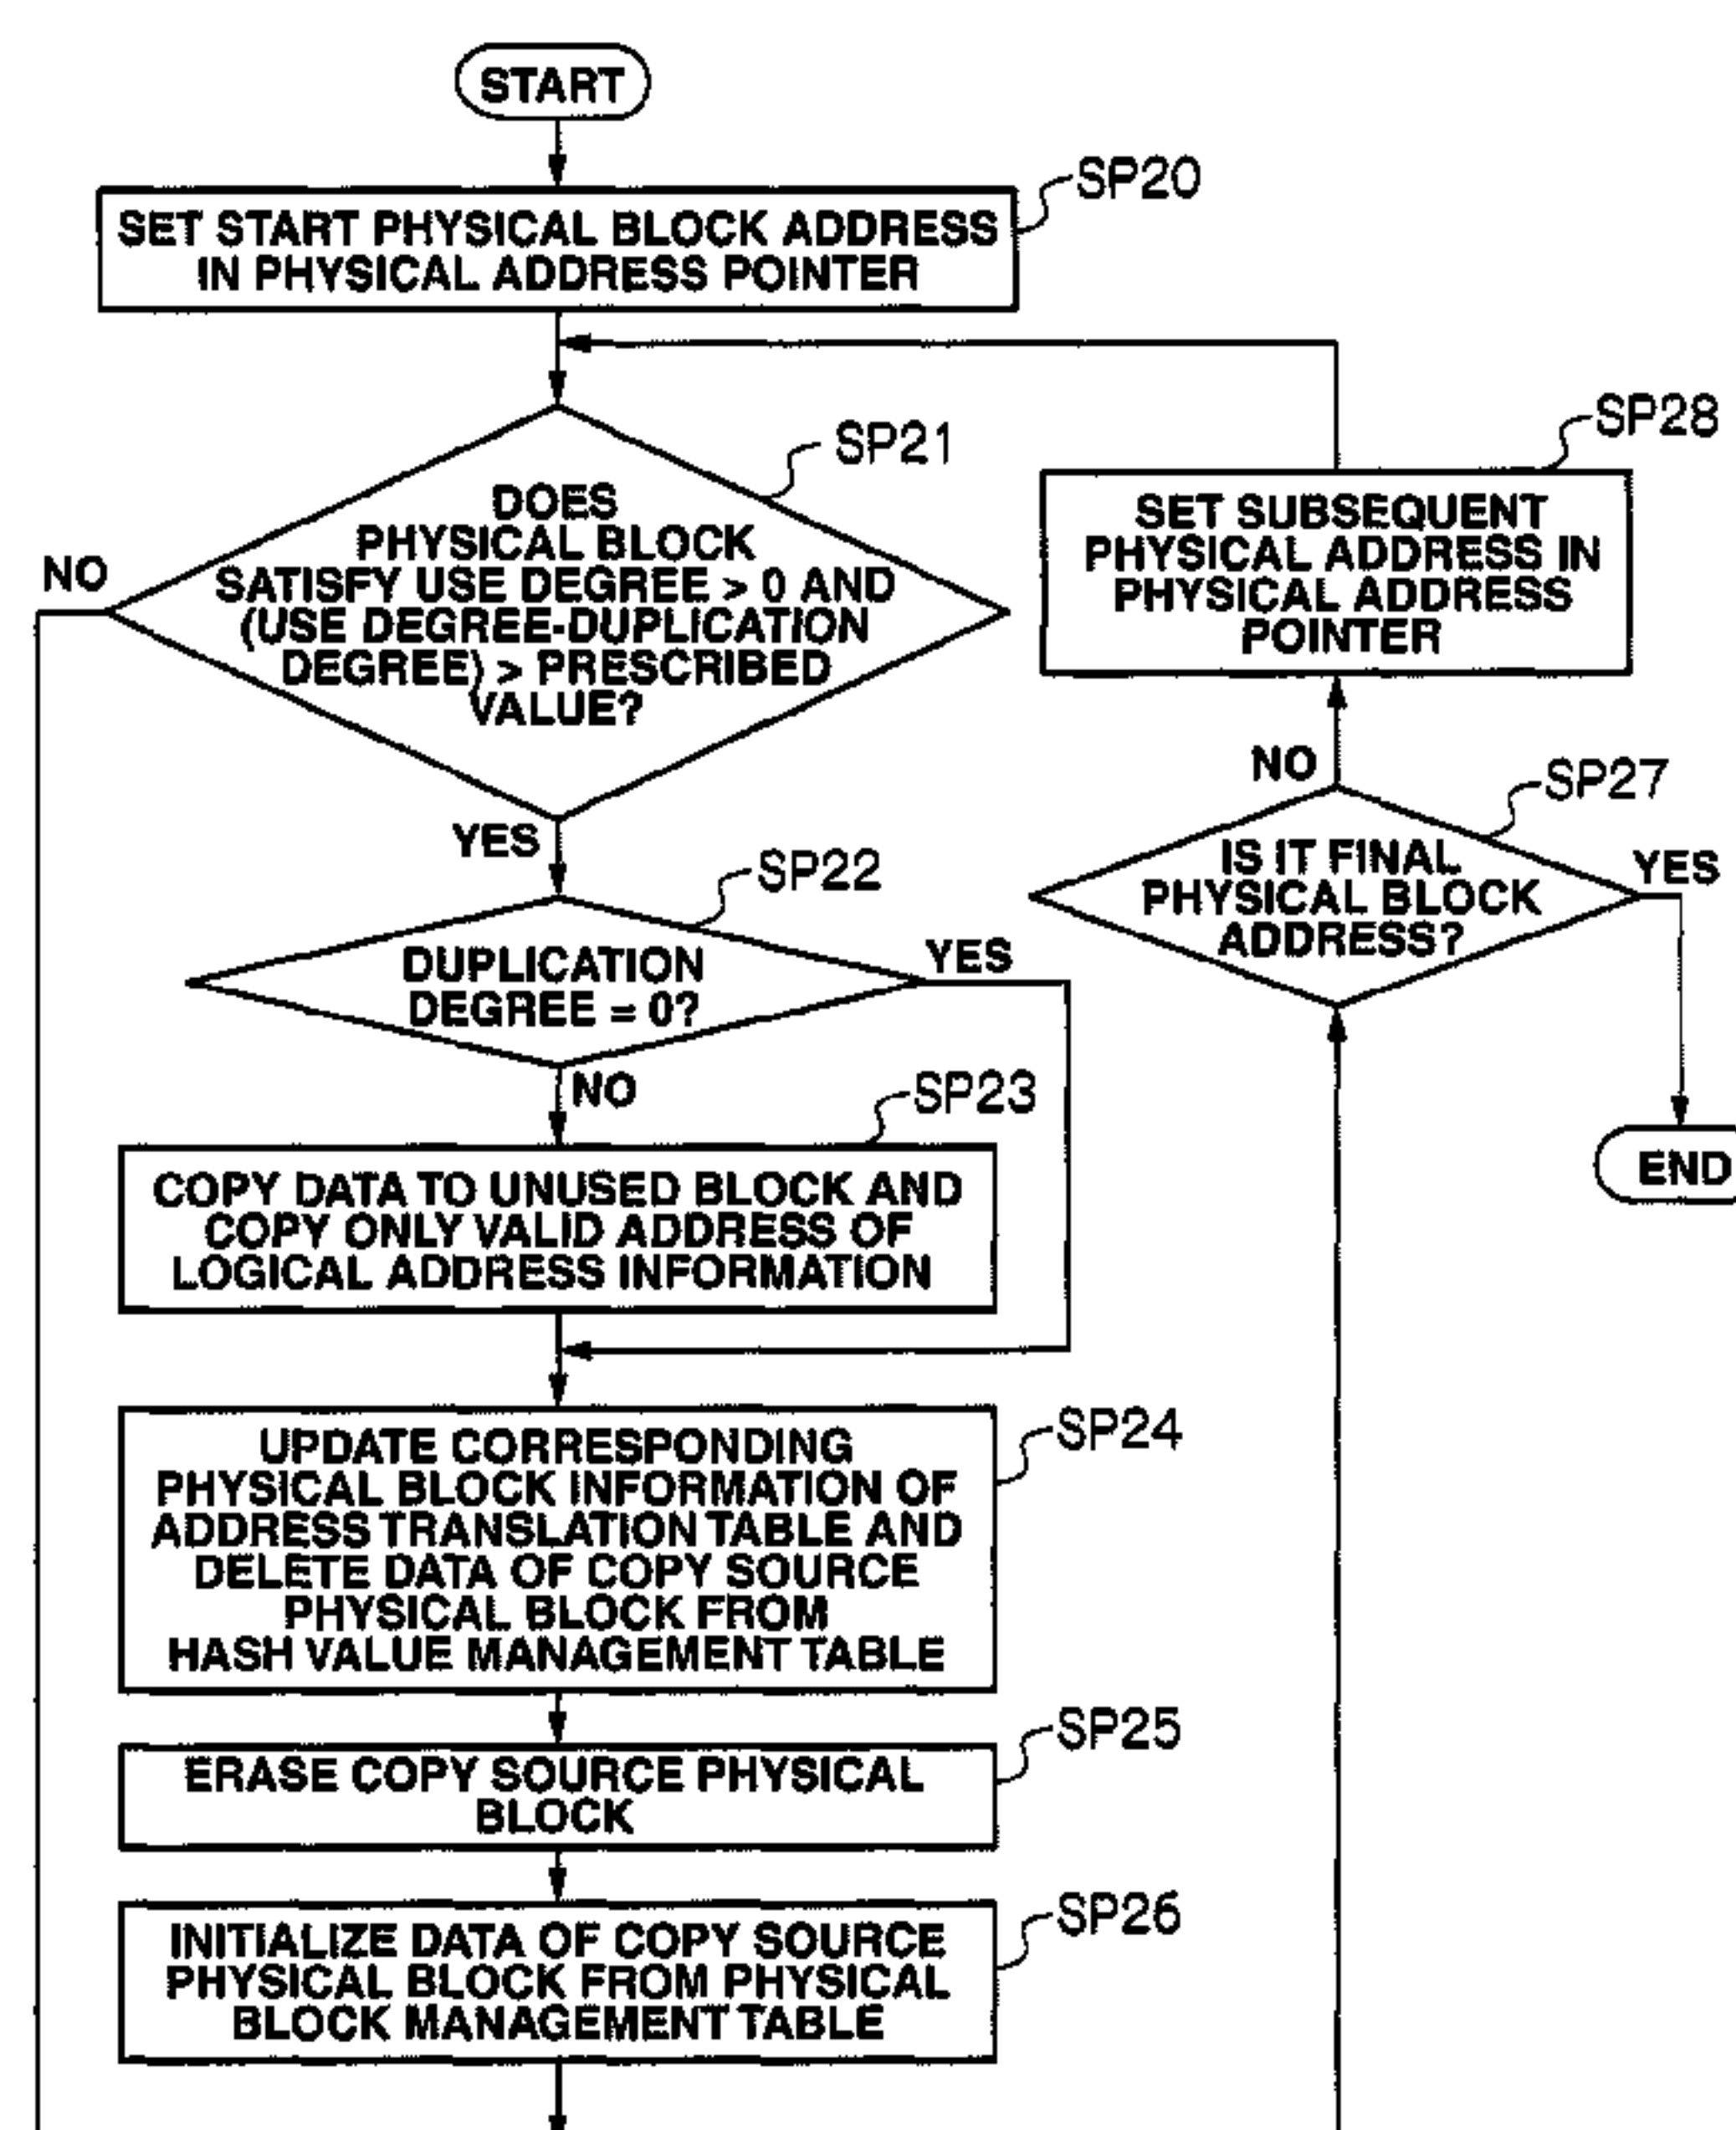 START
SP20
SET START PHYSICAL BLOCK ADDRESS
IN PHYSICAL ADDRESS POINTER
SP21
DOES
PHYSICAL BLOCK
SATISFY USE DEGREE > 0 AND
(USE DEGREE-DUPLICATION
DEGREE) > PRESCRIBED
VALUE?
NO
YES
SP22
DUPLICATION
DEGREE = 0?
YES
NO
SP23
COPY DATA TO UNUSED BLOCK AND
COPY ONLY VALID ADDRESS OF
LOGICAL ADDRESS INFORMATION
SP24
UPDATE CORRESPONDING
PHYSICAL BLOCK INFORMATION OF
ADDRESS TRANSLATION TABLE AND
DELETE DATA OF COPY SOURCE
PHYSICAL BLOCK FROM
HASH VALUE MANAGEMENT TABLE
SP25
ERASE COPY SOURCE PHYSICAL
BLOCK
SP26
INITIALIZE DATA OF COPY SOURCE
PHYSICAL BLOCK FROM PHYSICAL
BLOCK MANAGEMENT TABLE
SP28
SET SUBSEQUENT
PHYSICAL ADDRESS IN
PHYSICAL ADDRESS
POINTER
NO
SP27
IS IT FINAL
PHYSICAL BLOCK
ADDRESS?
YES
END